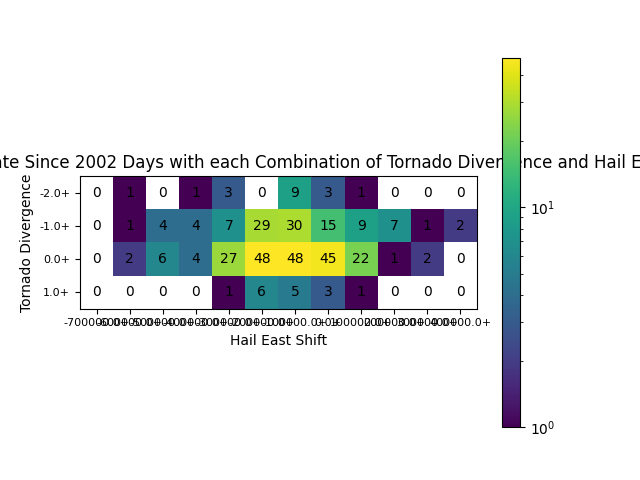 te Since 2002 Days with each Combination of Tornado Divergence and Hail E
Tornado Divergence
-2.0+ 0 1 0 1 3 0 9 3 1 0 0 0
-1.0+ 0 1 4 4 7 29 30 15 9 7 1 2
0.0+ 0 2 6 4 27 48 48 45 22 1 2 0
1.0+ 0 0 0 0 1 6 5 3 1 0 0 0
Hail East Shift
10¹
10⁰